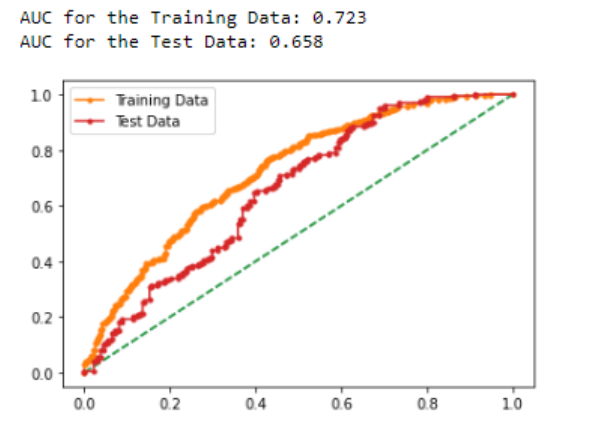 AUC for the Training Data: 0.723
AUC for the Test Data: 0.658
Training Data
Test Data
1.0
0.8
0.6
0.4
0.2
0.0
0.0 0.2 0.4 0.6 0.8 1.0